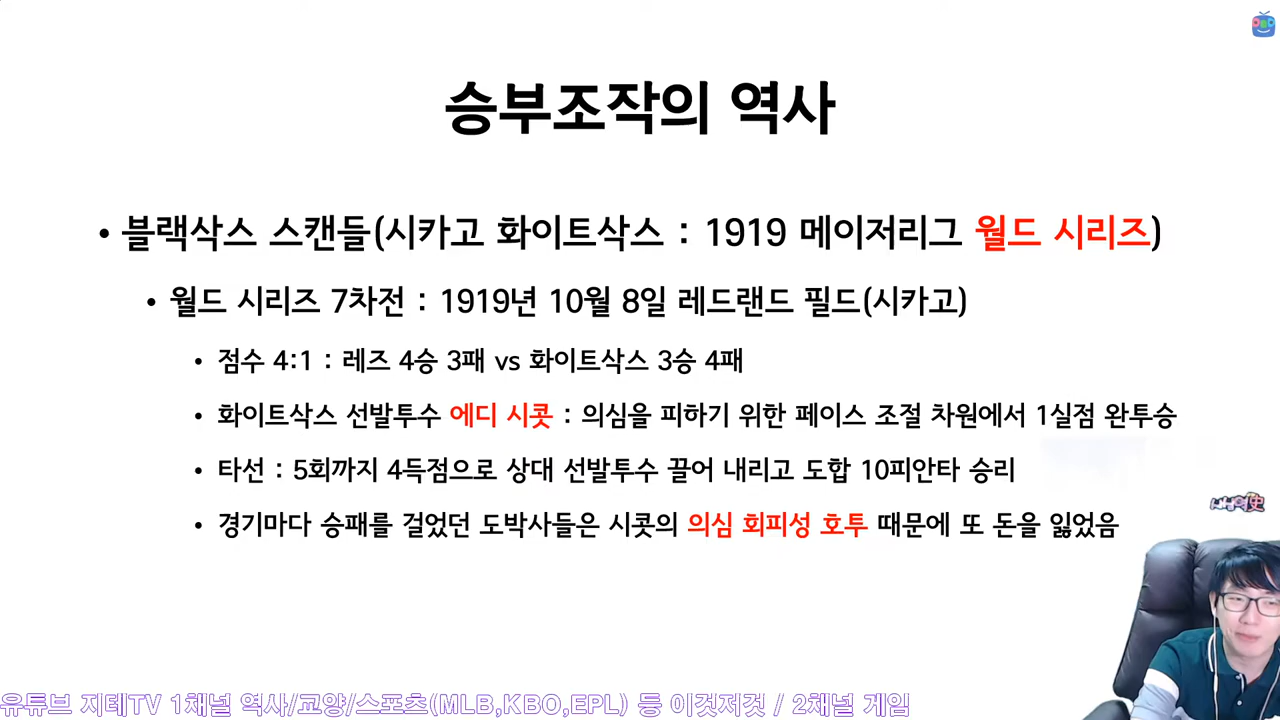 승부조작의 역사
• 블랙삭스 스캔들(시카고 화이트삭스 : 1919 메이저리그 월드 시리즈)
• 월드 시리즈 7차전 : 1919년 10월 8일 레드랜드 필드(시카고)
• 점수 4:1 : 레즈 4승 3패 vs 화이트삭스 3승 4패
• 화이트삭스 선발투수 에디 시콧 : 의심을 피하기 위한 페이스 조절 차원에서 1실점 완투승
• 타선 : 5회까지 4득점으로 상대 선발투수 끌어 내리고 도합 10피안타 승리
• 경기마다 승패를 걸었던 도박사들은 시콧의 의심 회피성 호투 때문에 또 돈을 잃었음
유튜브 지테TV 1채널 역사/교양/스포츠(MLB,KBO,EPL) 등 이것저것 / 2채널 게임